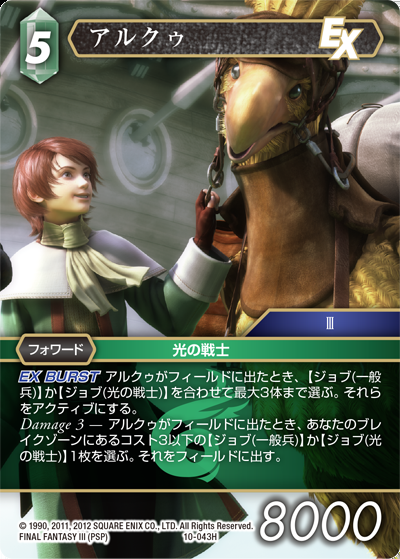 5
アルクゥ
EX
III
フォワード
光の戦士
EX BURST アルクゥがフィールドに出たとき、【ジョブ(一般
兵)】か【ジョブ(光の戦士)】を合わせて最大3体まで選ぶ。それら
をアクティブにする。
Damage 3 — アルクゥがフィールドに出たとき、あなたのブレ
イクゾーンにあるコスト3以下の【ジョブ(一般兵)】か【ジョブ(光
の戦士)】1枚を選ぶ。それをフィールドに出す。
© 1990, 2011, 2012 SQUARE ENIX CO., LTD. All Rights Reserved.
FINAL FANTASY III (PSP)
10-043H
8000